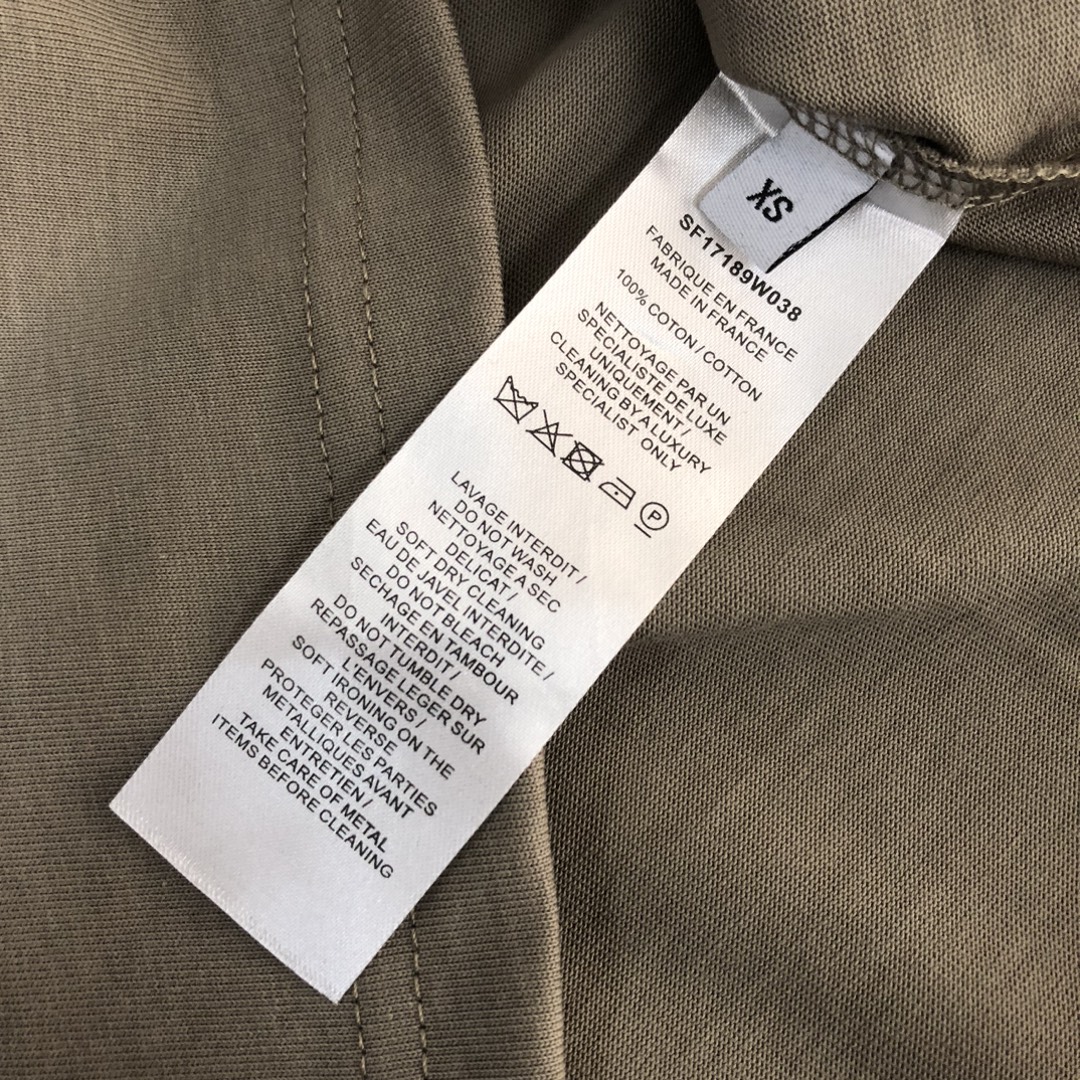 XS
SF17189W038
FABRIQUE EN FRANCE
MADE IN FRANCE
100% COTON / COTTON
NETTOYAGE PAR UN
SPECIALISTE DE LUXE
UNIQUEMENT /
CLEANING BY A LUXURY
SPECIALIST ONLY
P
LAVAGE INTERDIT /
DO NOT WASH
NETTOYAGE A SEC
DELICAT /
SOFT DRY CLEANING
EAU DE JAVEL INTERDITE /
DO NOT BLEACH
SECHAGE EN TAMBOUR
INTERDIT /
DO NOT TUMBLE DRY
REPASSAGE LEGER SUR
L'ENVERS /
SOFT IRONING ON THE
REVERSE
PROTEGER LES PARTIES
METALLIQUES AVANT
ENTRETIEN /
TAKE CARE OF METAL
ITEMS BEFORE CLEANING